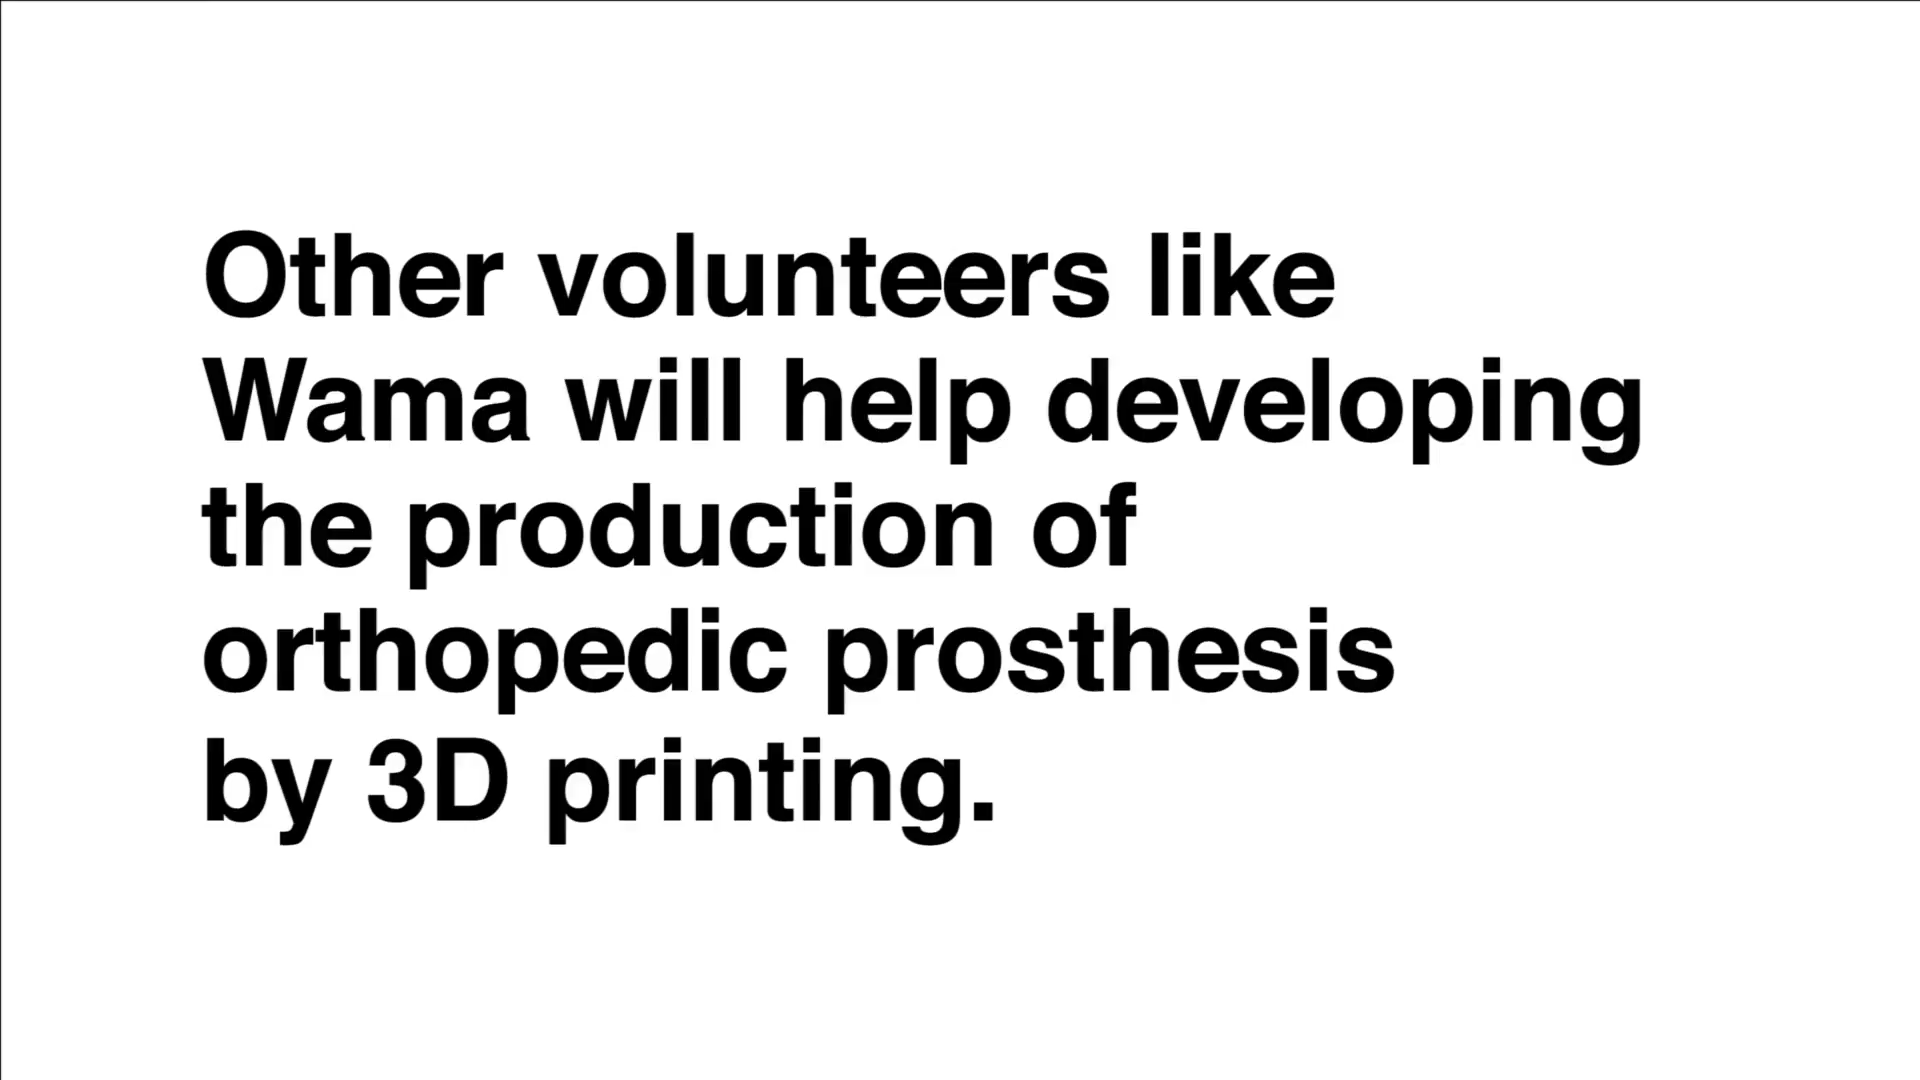 Other volunteers like
Wama will help developing
the production of
orthopedic prosthesis
by 3D printing.